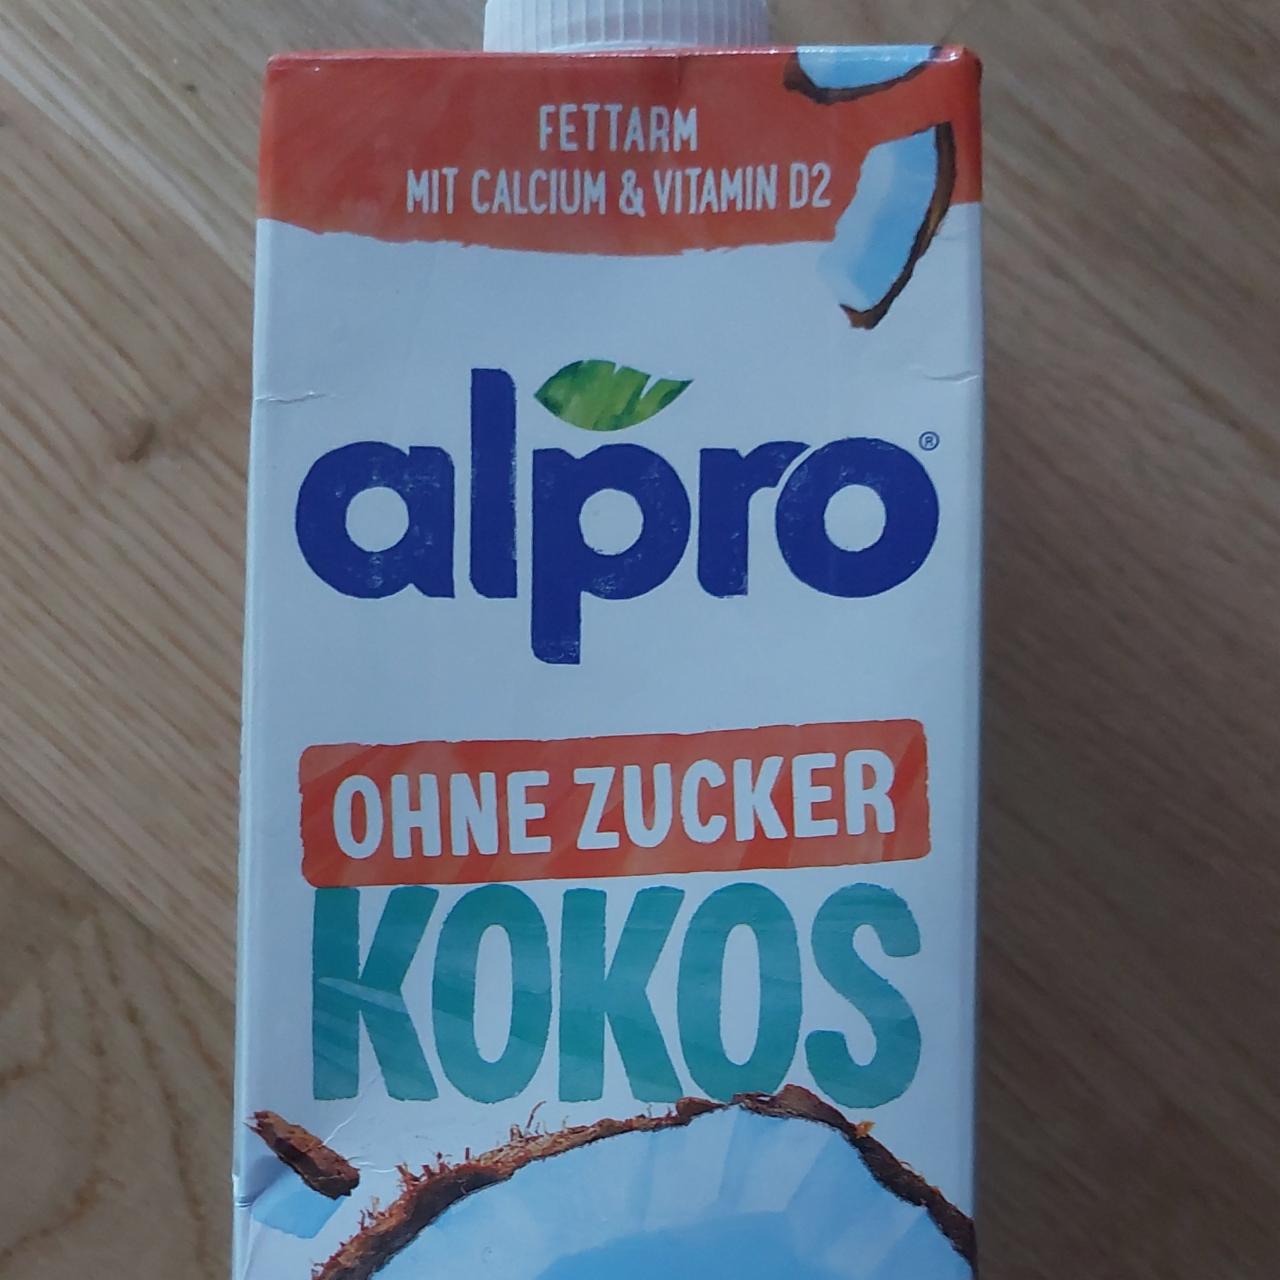 FETTARM
MIT CALCIUM & VITAMIN D2
alpro®
OHNE ZUCKER
KOKOS